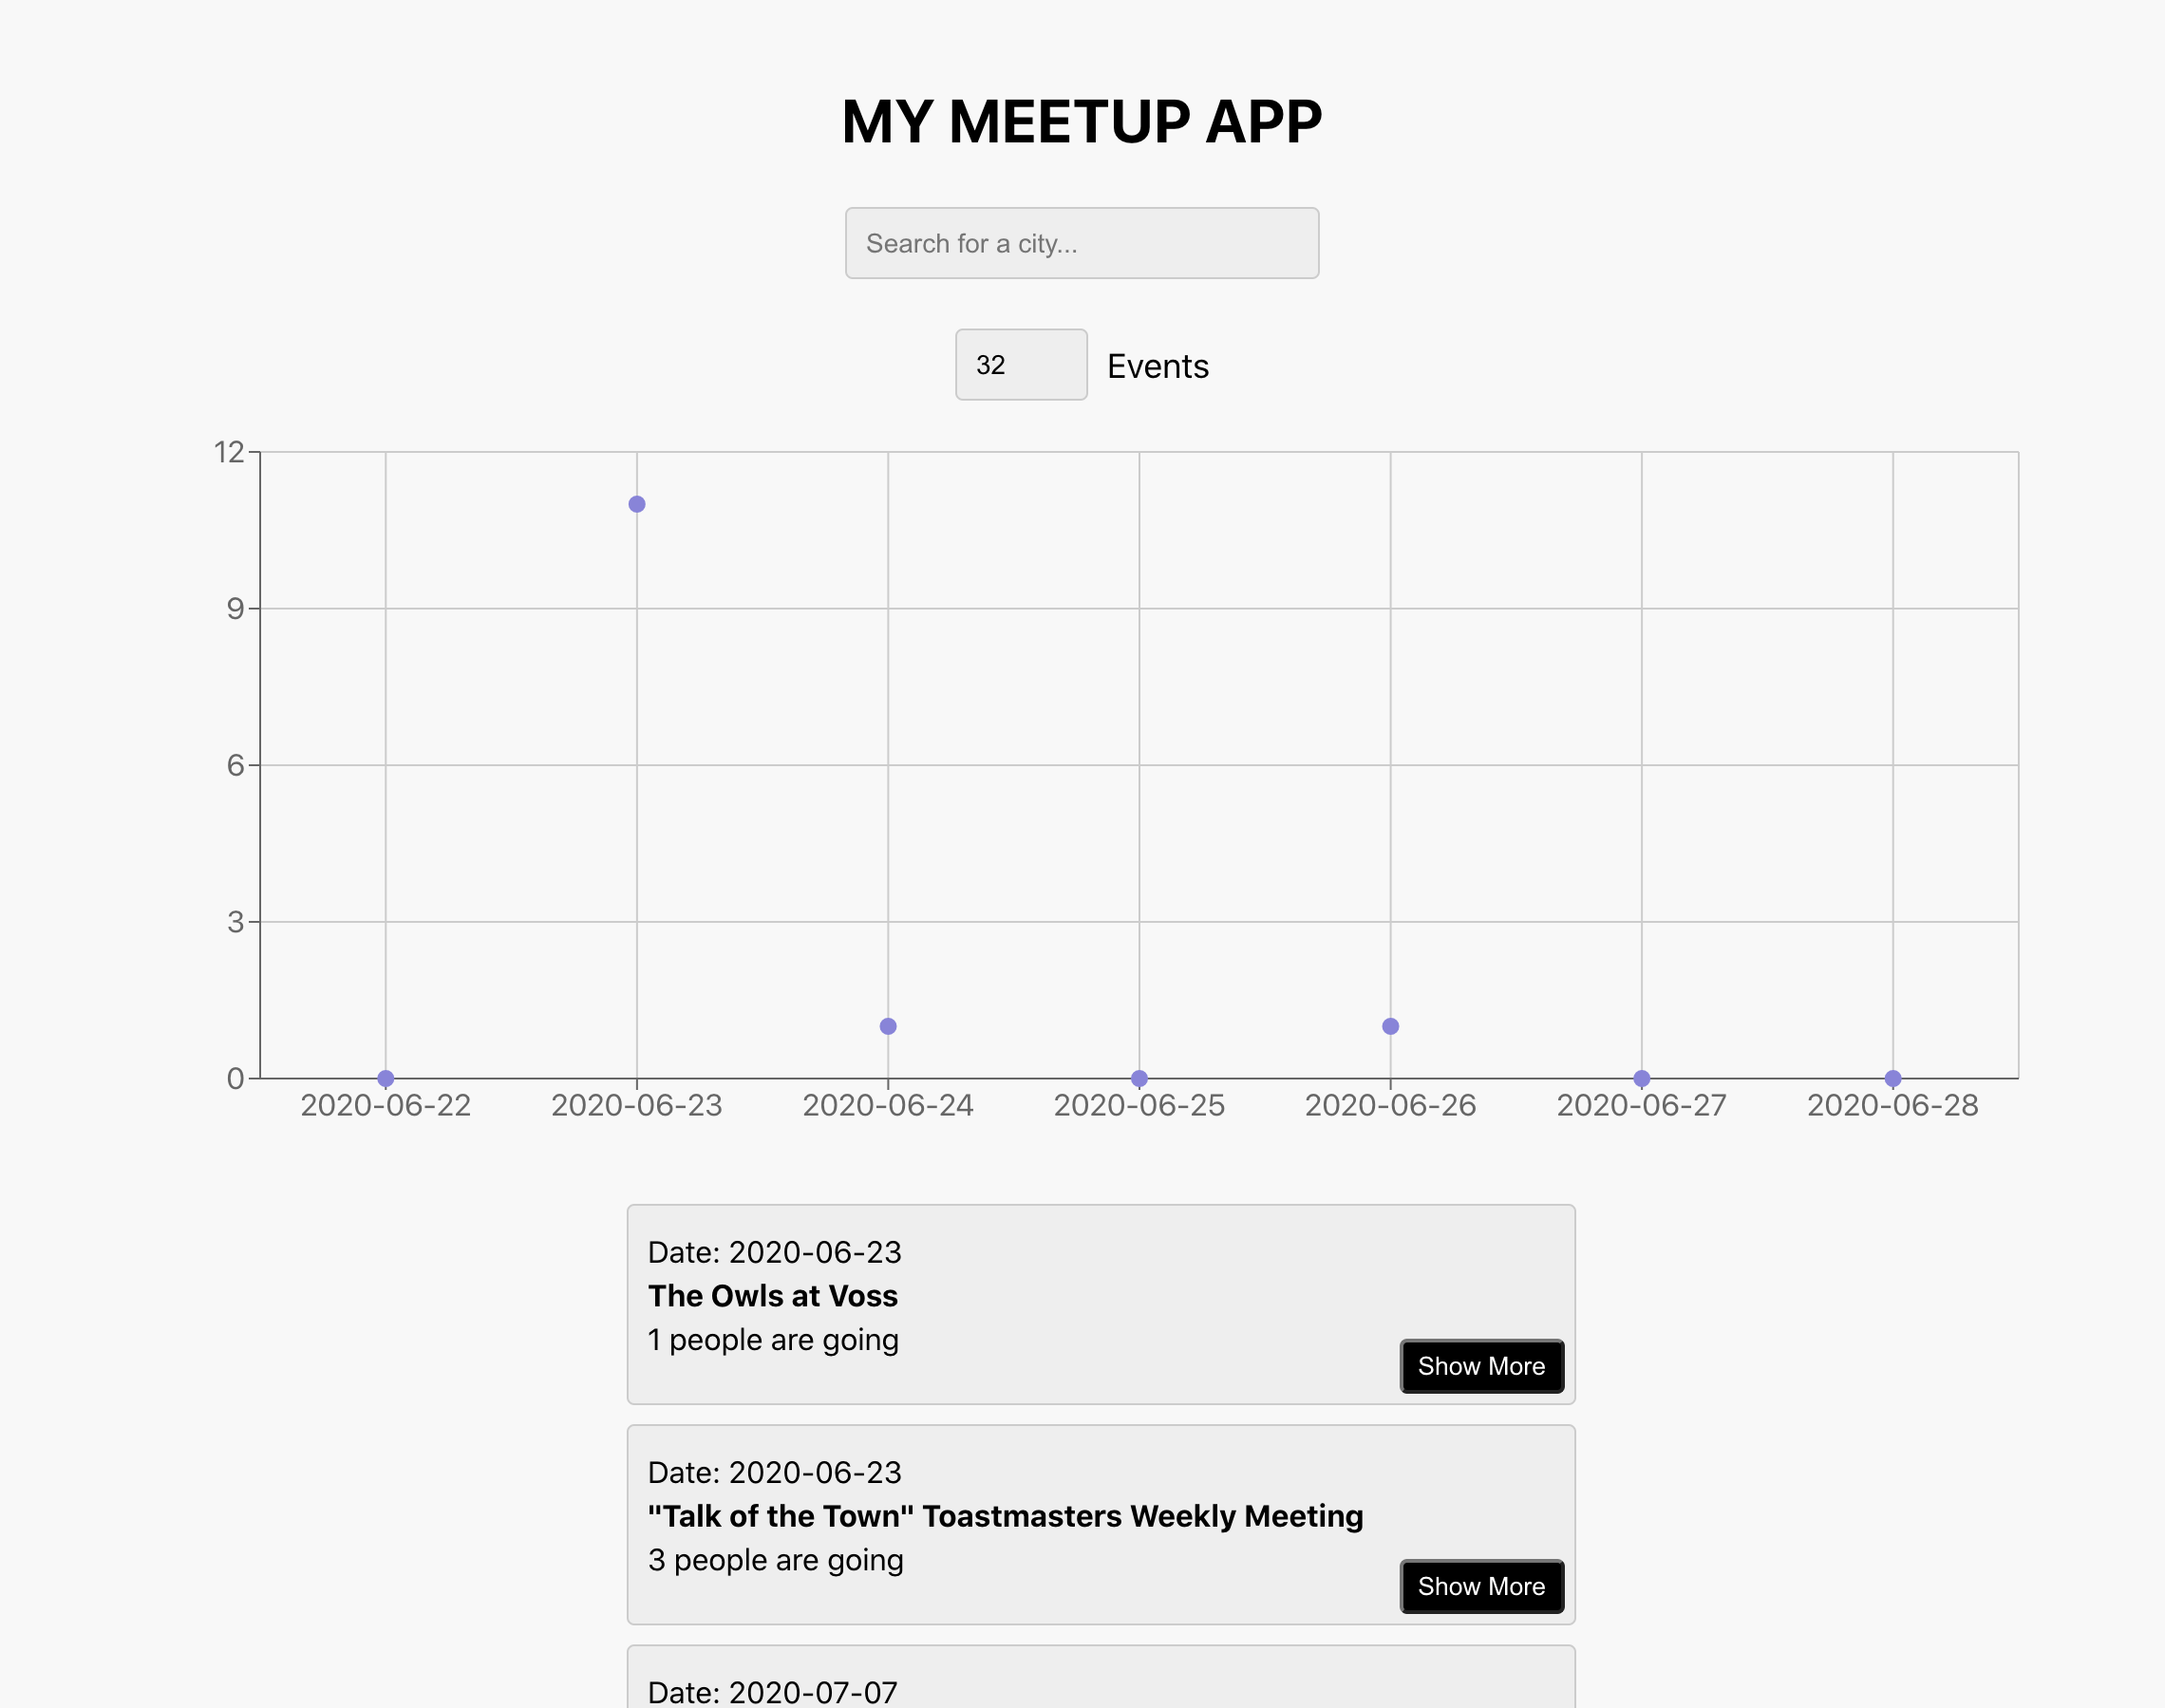 MY MEETUP APP
Search for a city...
32 Events
12
9
6
3
0
2020-06-22 2020-06-23 2020-06-24 2020-06-25 2020-06-26 2020-06-27 2020-06-28
Date: 2020-06-23
The Owls at Voss
1 people are going
Show More
Date: 2020-06-23
"Talk of the Town" Toastmasters Weekly Meeting
3 people are going
Show More
Date: 2020-07-07